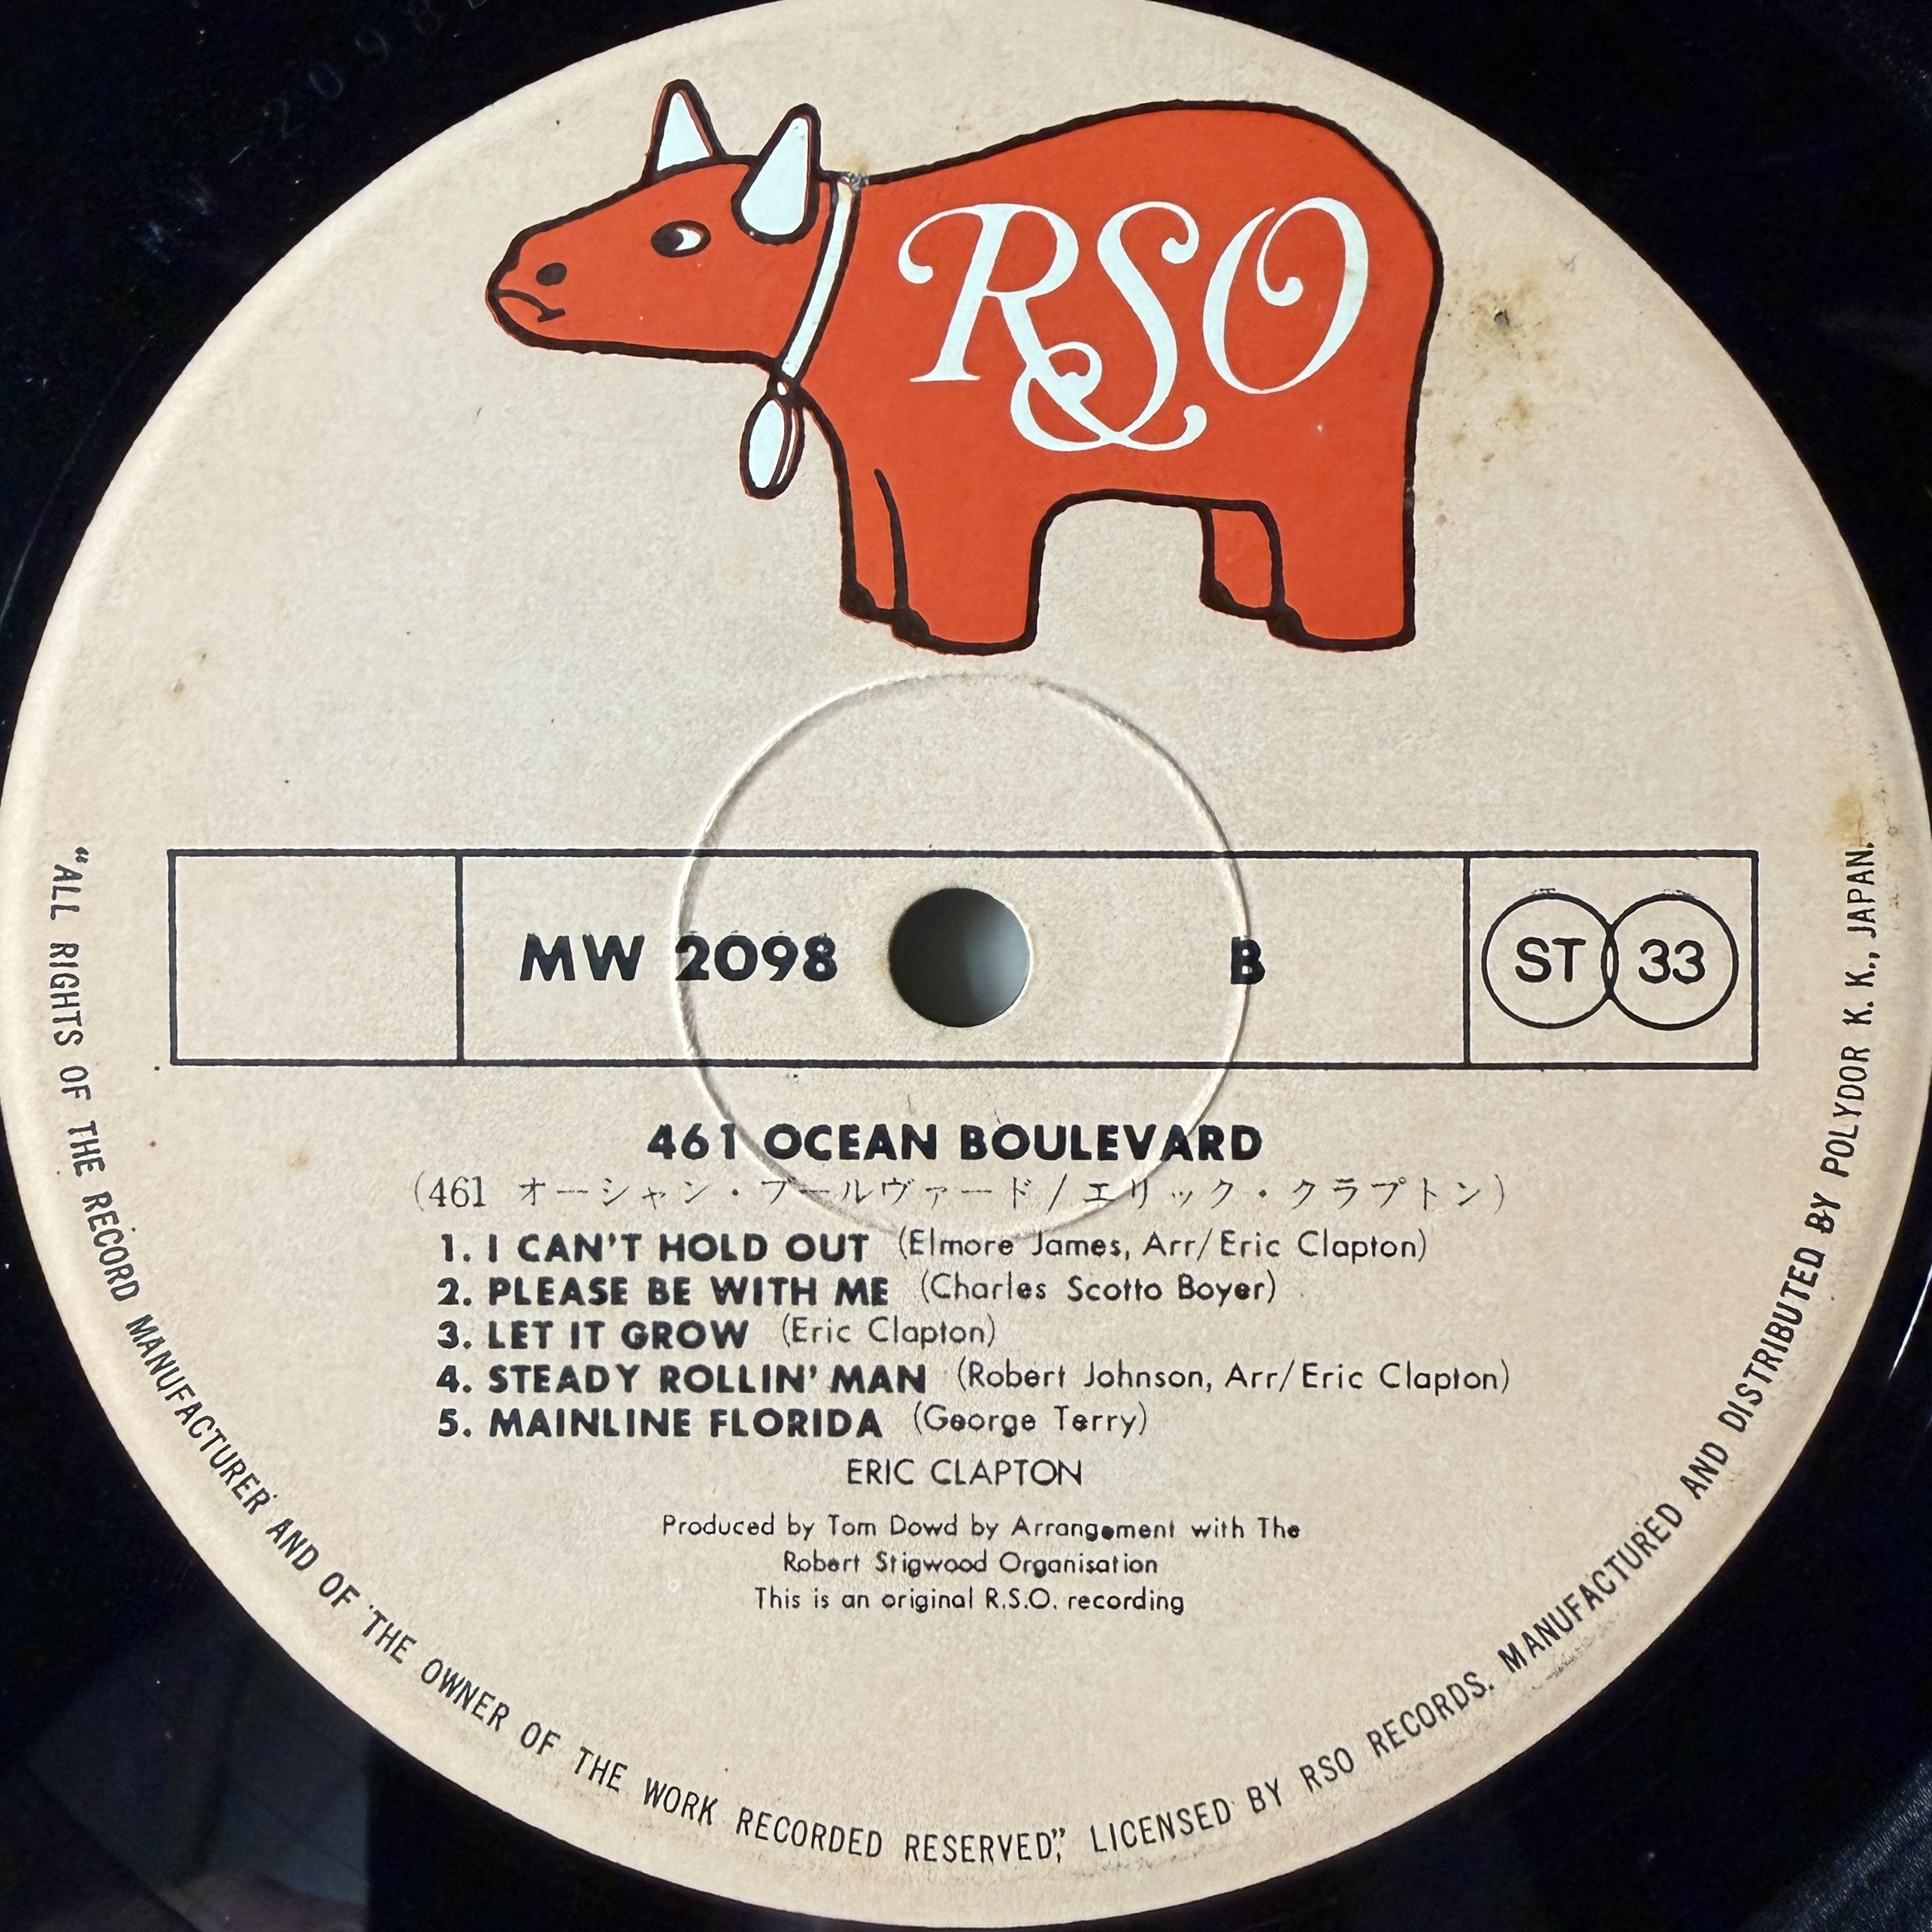 RSO
MW 2098 B ST 33
461 OCEAN BOULEVARD
(461 オーシャン・ブールヴァード/エリック・クラプトン)
1. I CAN'T HOLD OUT (Elmore James, Arr/Eric Clapton)
2. PLEASE BE WITH ME (Charles Scotto Boyer)
3. LET IT GROW (Eric Clapton)
4. STEADY ROLLIN' MAN (Robert Johnson, Arr/Eric Clapton)
5. MAINLINE FLORIDA (George Terry)
ERIC CLAPTON
Produced by Tom Dowd by Arrangement with The
Robert Stigwood Organisation
This is an original R.S.O. recording
“ALL RIGHTS OF THE RECORD MANUFACTURER AND OF THE OWNER OF THE WORK RECORDED RESERVED,” LICENSED BY RSO RECORDS. MANUFACTURED AND DISTRIBUTED BY POLYDOR K. K., JAPAN.